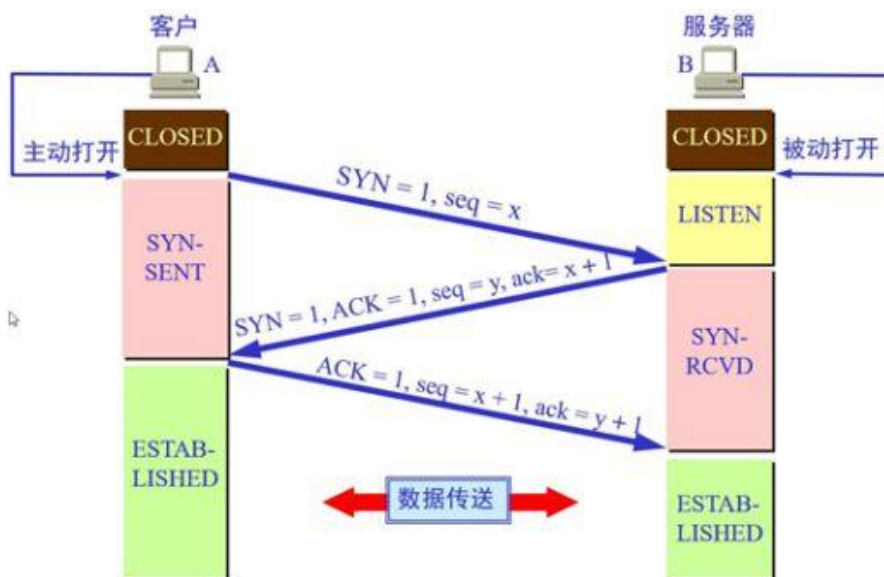 客户
服务器
A
B
CLOSED
CLOSED
主动打开
被动打开
SYN = 1, seq = x
LISTEN
SYN-
SENT
SYN = 1, ACK = 1, seq = y, ack= x + 1
SYN-
RCVD
ACK = 1, seq = x + 1, ack = y + 1
ESTAB-
LISHED
数据传送
ESTAB-
LISHED